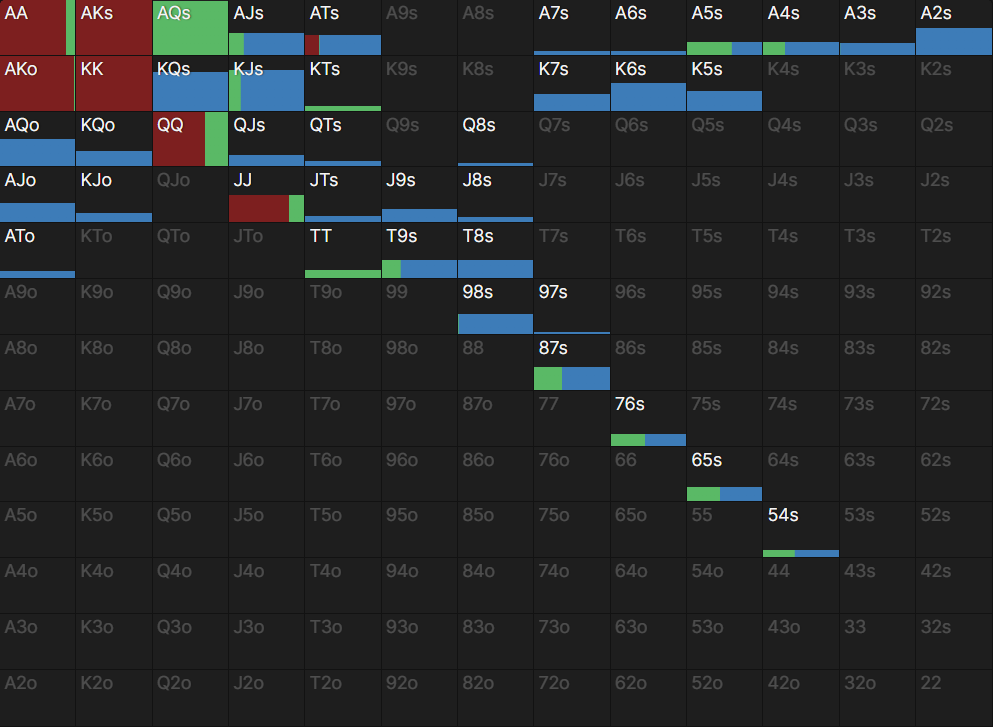 AA AKs AQs AJs ATs A9s A8s A7s A6s A5s A4s A3s A2s
AKo KK KQs KJs KTs K9s K8s K7s K6s K5s K4s K3s K2s
AQo KQo QQ QJs QTs Q9s Q8s Q7s Q6s Q5s Q4s Q3s Q2s
AJo KJo QJo JJ JTs J9s J8s J7s J6s J5s J4s J3s J2s
ATo KTo QTo JTo TT T9s T8s T7s T6s T5s T4s T3s T2s
A9o K9o Q9o J9o T9o 99 98s 97s 96s 95s 94s 93s 92s
A8o K8o Q8o J8o T8o 98o 88 87s 86s 85s 84s 83s 82s
A7o K7o Q7o J7o T7o 97o 87o 77 76s 75s 74s 73s 72s
A6o K6o Q6o J6o T6o 96o 86o 76o 66 65s 64s 63s 62s
A5o K5o Q5o J5o T5o 95o 85o 75o 65o 55 54s 53s 52s
A4o K4o Q4o J4o T4o 94o 84o 74o 64o 54o 44 43s 42s
A3o K3o Q3o J3o T3o 93o 83o 73o 63o 53o 43o 33 32s
A2o K2o Q2o J2o T2o 92o 82o 72o 62o 52o 42o 32o 22